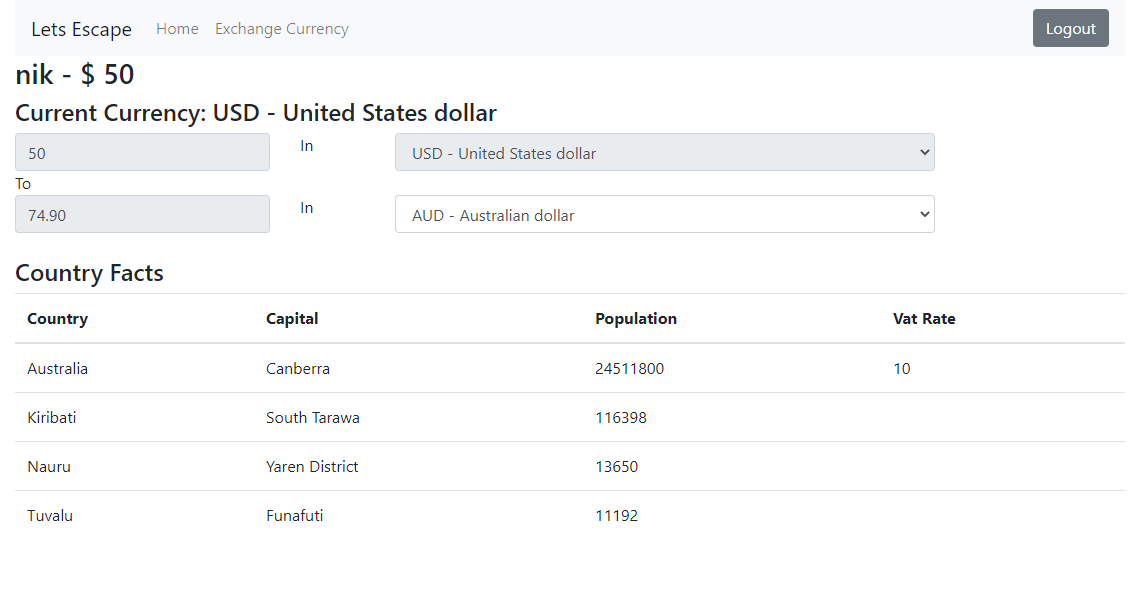 Lets Escape Home Exchange Currency Logout
nik - $ 50
Current Currency: USD - United States dollar
50 In USD - United States dollar
To
74.90 In AUD - Australian dollar
Country Facts
Country Capital Population Vat Rate
Australia Canberra 24511800 10
Kiribati South Tarawa 116398
Nauru Yaren District 13650
Tuvalu Funafuti 11192